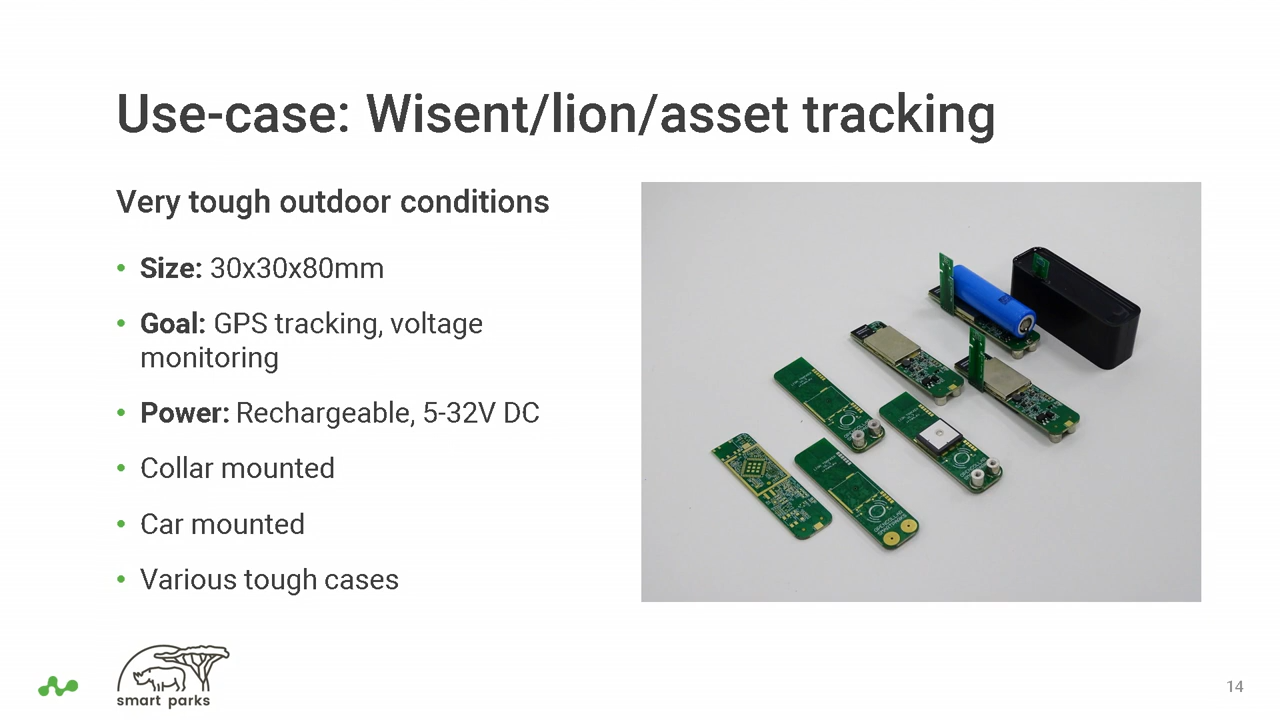 Use-case: Wisent/lion/asset tracking
Very tough outdoor conditions
• Size: 30x30x80mm
• Goal: GPS tracking, voltage
monitoring
• Power: Rechargeable, 5-32V DC
• Collar mounted
• Car mounted
• Various tough cases
smart parks
14